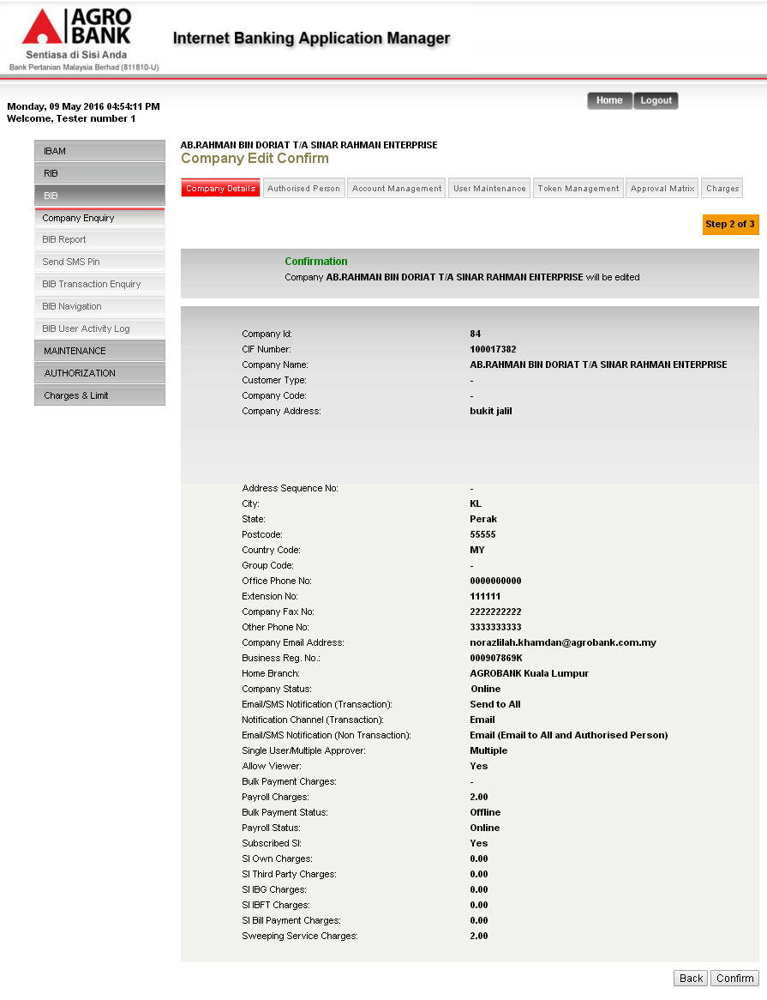 AGRO
BANK
Sentiasa di Sisi Anda
Bank Pertanian Malaysia Berhad (811810-U)
Internet Banking Application Manager
Monday, 09 May 2016 04:54:11 PM
Welcome, Tester number 1
Home Logout
IBAM
RIB
BIB
Company Enquiry
BIB Report
Send SMS Pin
BIB Transaction Enquiry
BIB Navigation
BIB User Activity Log
MAINTENANCE
AUTHORIZATION
Charges & Limit
AB.RAHMAN BIN DORIAT T/A SINAR RAHMAN ENTERPRISE
Company Edit Confirm
Company Details Authorised Person Account Management User Maintenance Token Management Approval Matrix Charges
Step 2 of 3
Confirmation
Company AB.RAHMAN BIN DORIAT T/A SINAR RAHMAN ENTERPRISE will be edited
Company Id: 84
CIF Number: 100017382
Company Name: AB.RAHMAN BIN DORIAT T/A SINAR RAHMAN ENTERPRISE
Customer Type: -
Company Code: -
Company Address: bukit jalil
Address Sequence No: -
City: KL
State: Perak
Postcode: 55555
Country Code: MY
Group Code: -
Office Phone No: 0000000000
Extension No: 111111
Company Fax No: 2222222222
Other Phone No: 3333333333
Company Email Address: norazlilah.khamdan@agrobank.com.my
Business Reg. No.: 000907869K
Home Branch: AGROBANK Kuala Lumpur
Company Status: Online
Email/SMS Notification (Transaction): Send to All
Notification Channel (Transaction): Email
Email/SMS Notification (Non Transaction): Email (Email to All and Authorised Person)
Single User/Multiple Approver: Multiple
Allow Viewer: Yes
Bulk Payment Charges: -
Payroll Charges: 2.00
Bulk Payment Status: Offline
Payroll Status: Online
Subscribed SI: Yes
SI Own Charges: 0.00
SI Third Party Charges: 0.00
SI IBG Charges: 0.00
SI IBFT Charges: 0.00
SI Bill Payment Charges: 0.00
Sweeping Service Charges: 2.00
Back Confirm